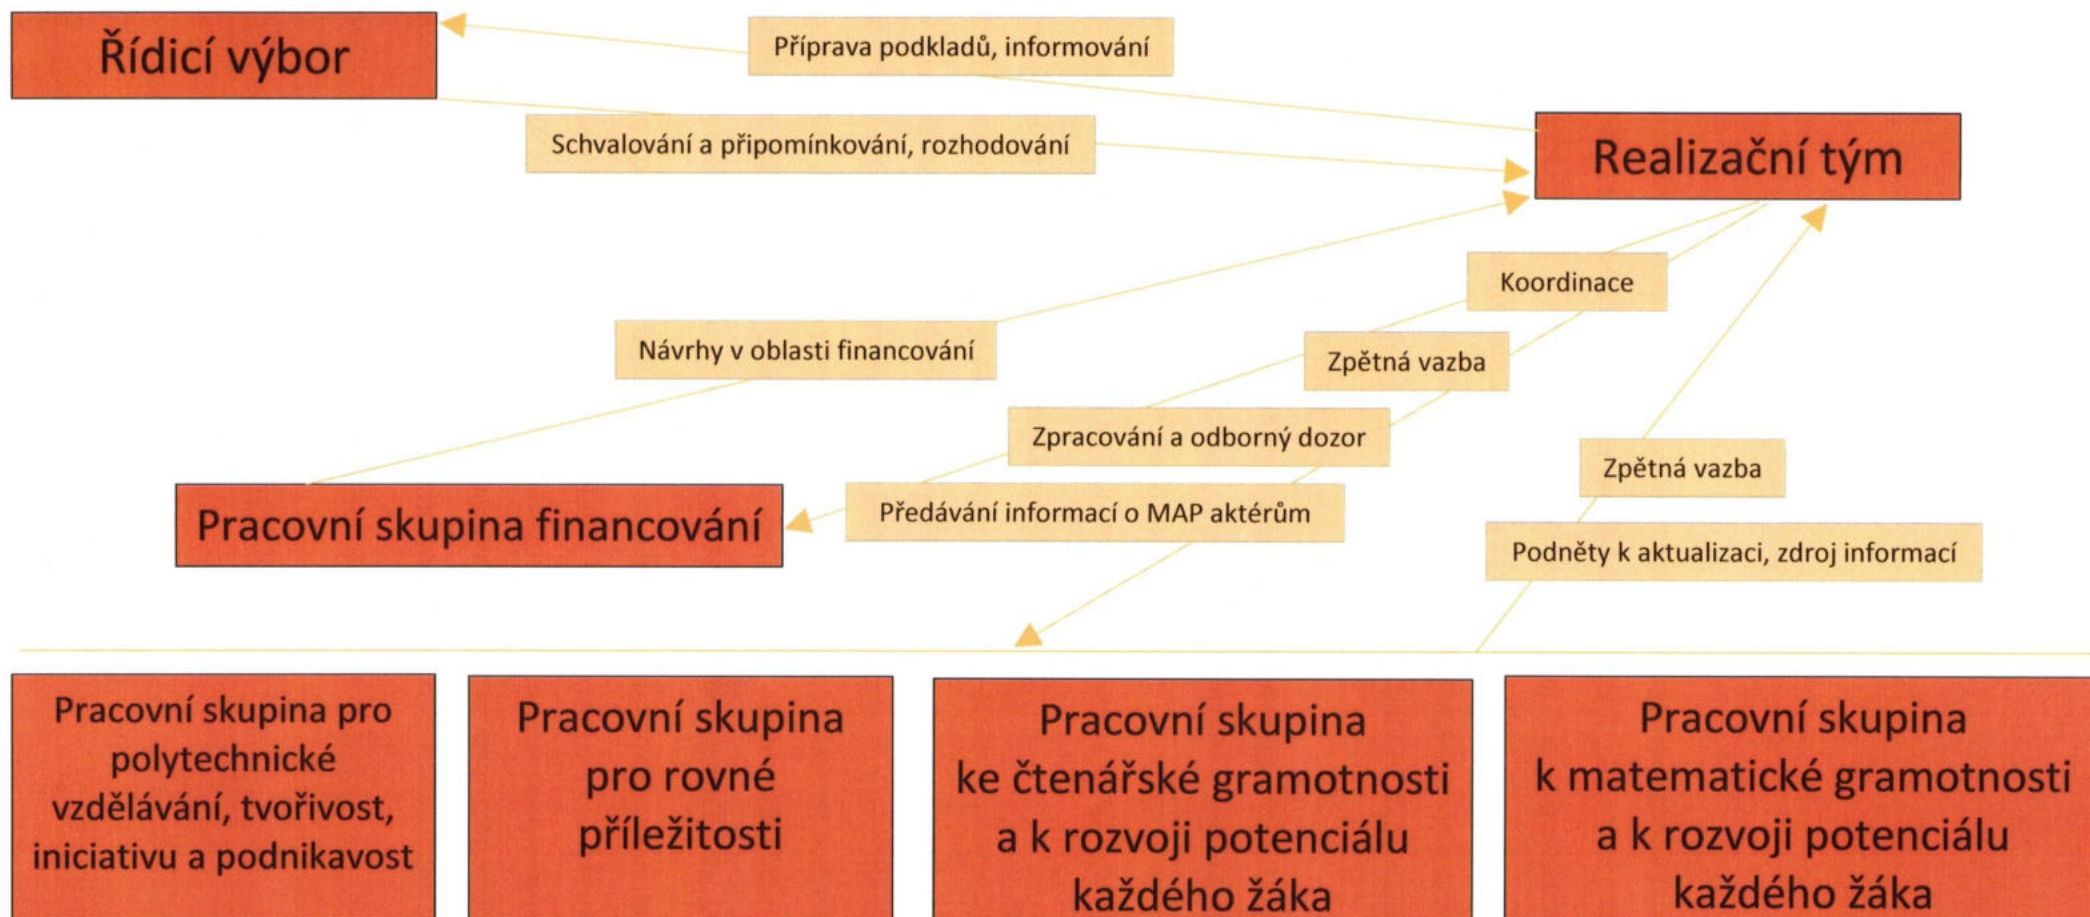 Řídicí výbor
Příprava podkladů, informování
Schvalování a připomínkování, rozhodování
Realizační tým
Koordinace
Návrhy v oblasti financování
Zpětná vazba
Zpracování a odborný dozor
Zpětná vazba
Pracovní skupina financování
Předávání informací o MAP aktérům
Podněty k aktualizaci, zdroj informací
Pracovní skupina pro
polytechnické
vzdělávání, tvořivost,
iniciativu a podnikavost
Pracovní skupina
pro rovné
příležitosti
Pracovní skupina
ke čtenářské gramotnosti
a k rozvoji potenciálu
každého žáka
Pracovní skupina
k matematické gramotnosti
a k rozvoji potenciálu
každého žáka